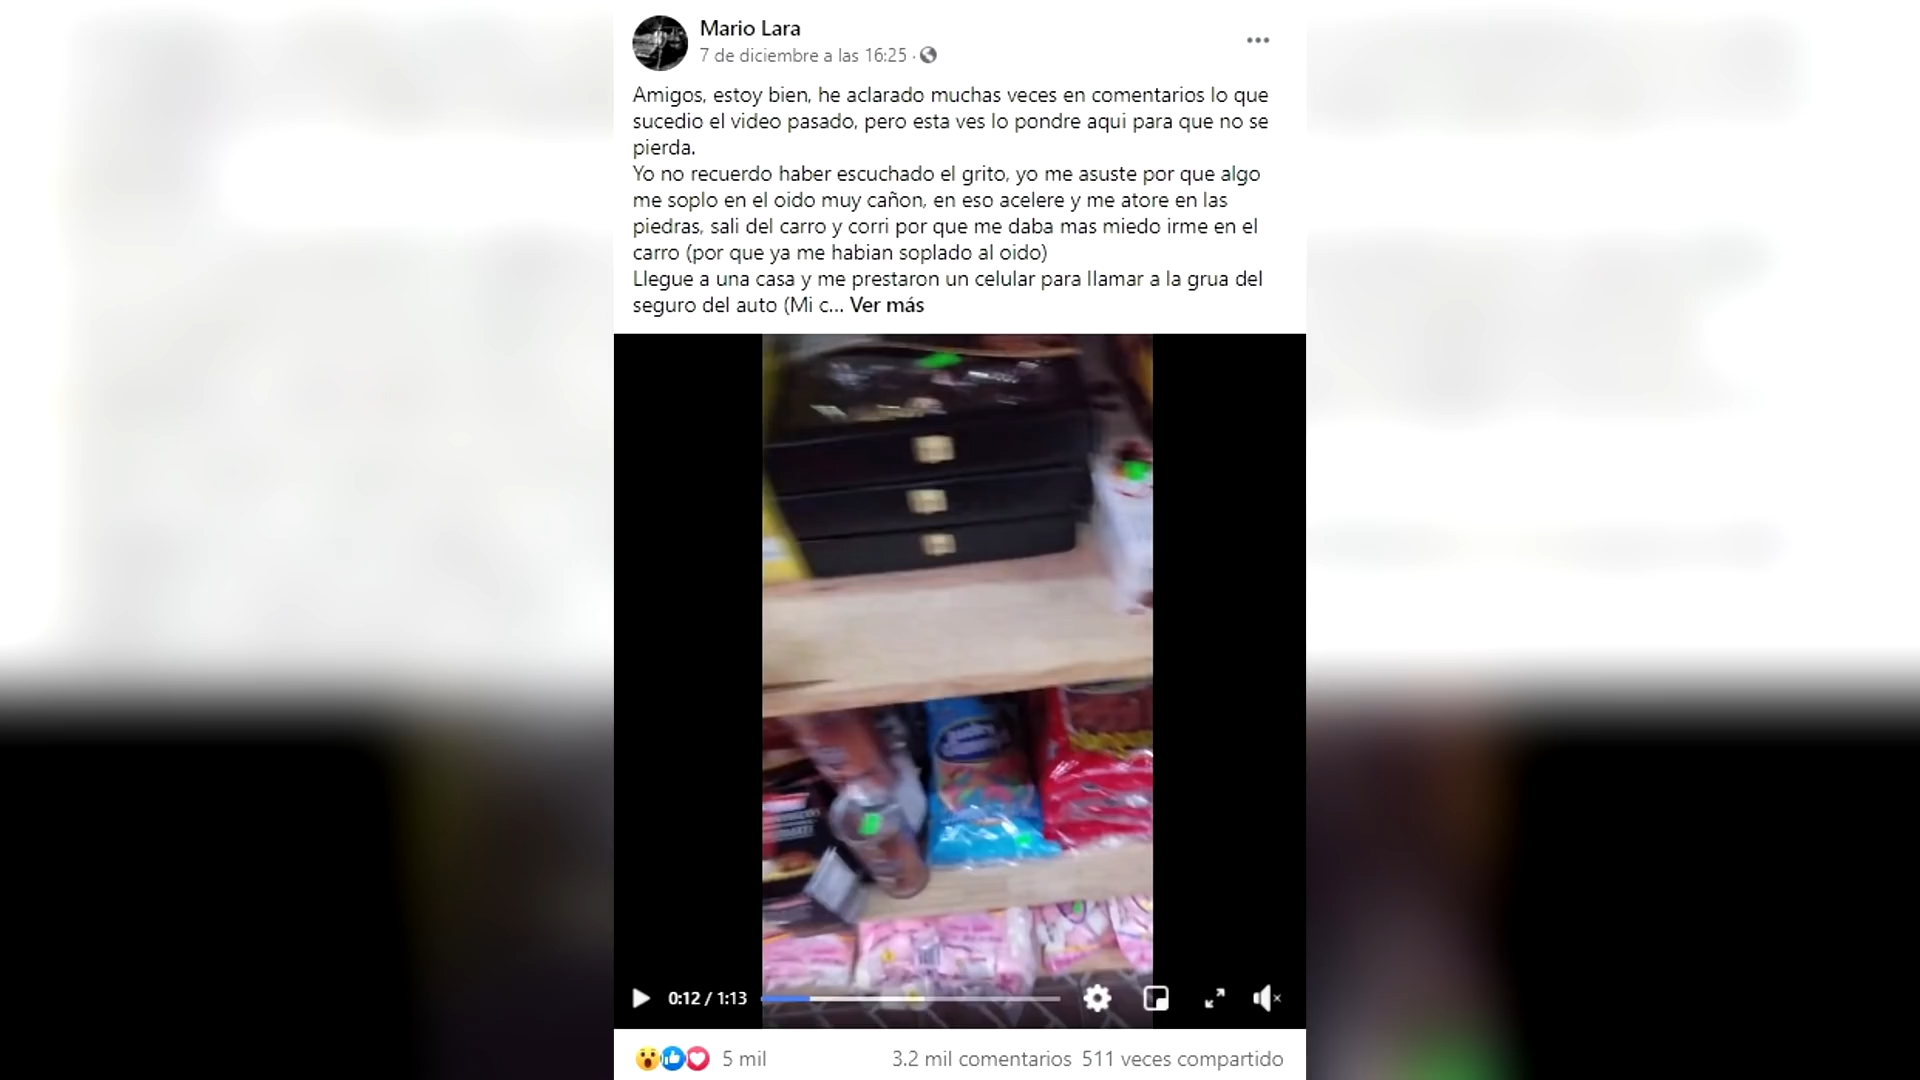 Mario Lara
7 de diciembre a las 16:25 ·
Amigos, estoy bien, he aclarado muchas veces en comentarios lo que
sucedio el video pasado, pero esta ves lo pondre aqui para que no se
pierda.
Yo no recuerdo haber escuchado el grito, yo me asuste por que algo
me soplo en el oido muy cañon, en eso acelere y me atore en las
piedras, sali del carro y corri por que me daba mas miedo irme en el
carro (por que ya me habian soplado al oido)
Llegue a una casa y me prestaron un celular para llamar a la grua del
seguro del auto (Mi c... Ver más
0:12 / 1:13
5 mil
3.2 mil comentarios 511 veces compartido